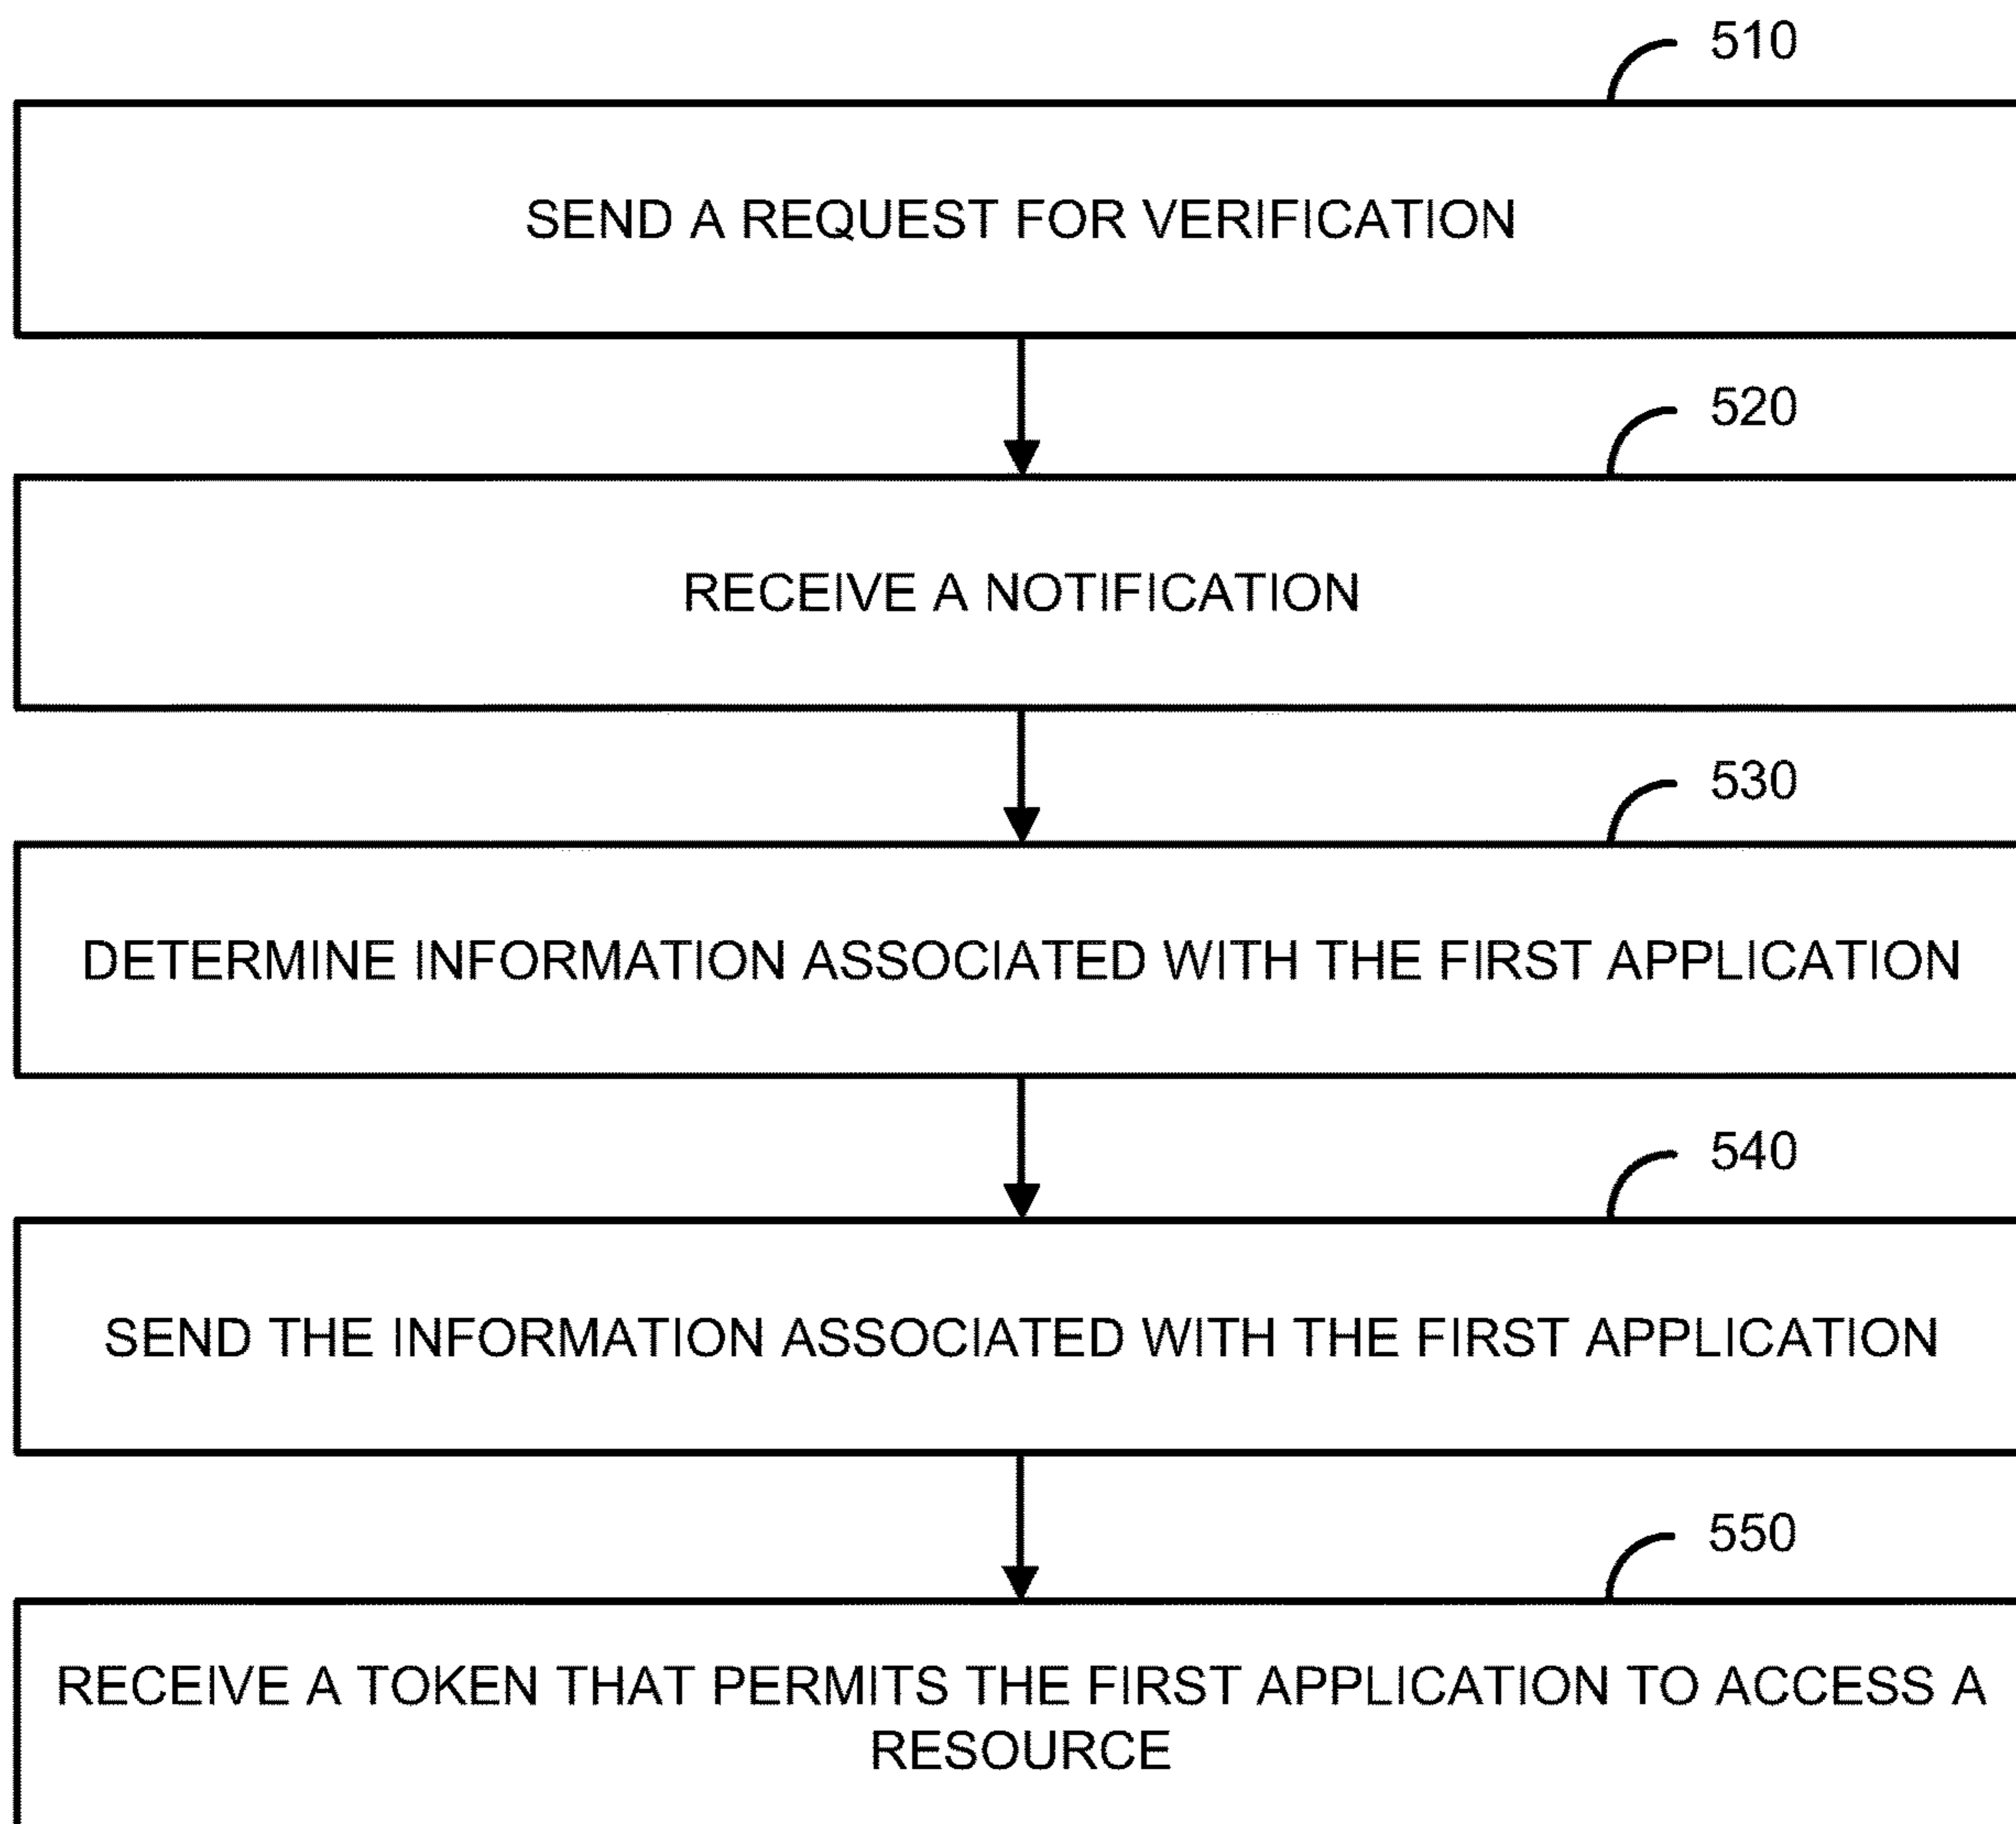 510
SEND A REQUEST FOR VERIFICATION
520
RECEIVE A NOTIFICATION
530
DETERMINE INFORMATION ASSOCIATED WITH THE FIRST APPLICATION
540
SEND THE INFORMATION ASSOCIATED WITH THE FIRST APPLICATION
550
RECEIVE A TOKEN THAT PERMITS THE FIRST APPLICATION TO ACCESS A
RESOURCE